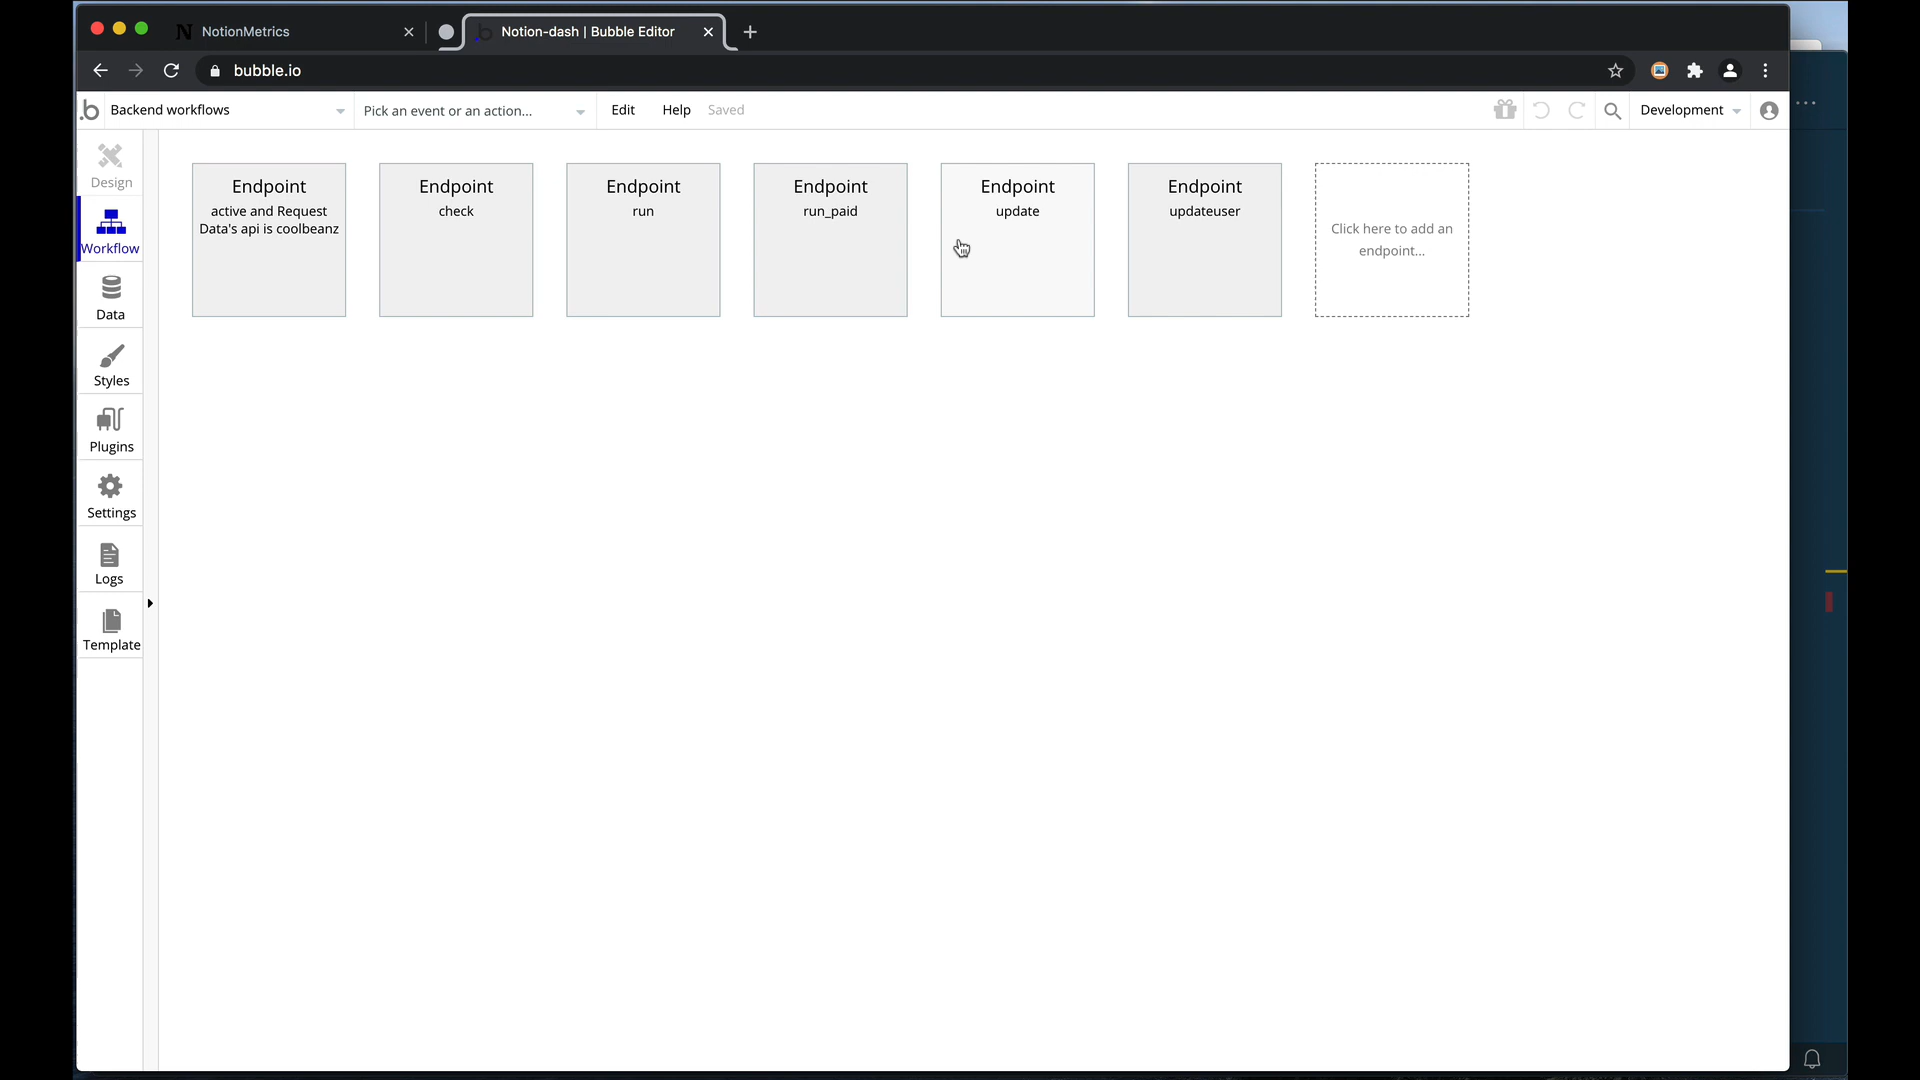 NotionMetrics
Notion-dash | Bubble Editor
bubble.io
Backend workflows
Pick an event or an action...
Edit
Help
Saved
Development
Design
Workflow
Data
Styles
Plugins
Settings
Logs
Template
Endpoint
active and Request
Data's api is coolbeanz
Endpoint
check
Endpoint
run
Endpoint
run_paid
Endpoint
update
Endpoint
updateuser
Click here to add an
endpoint...